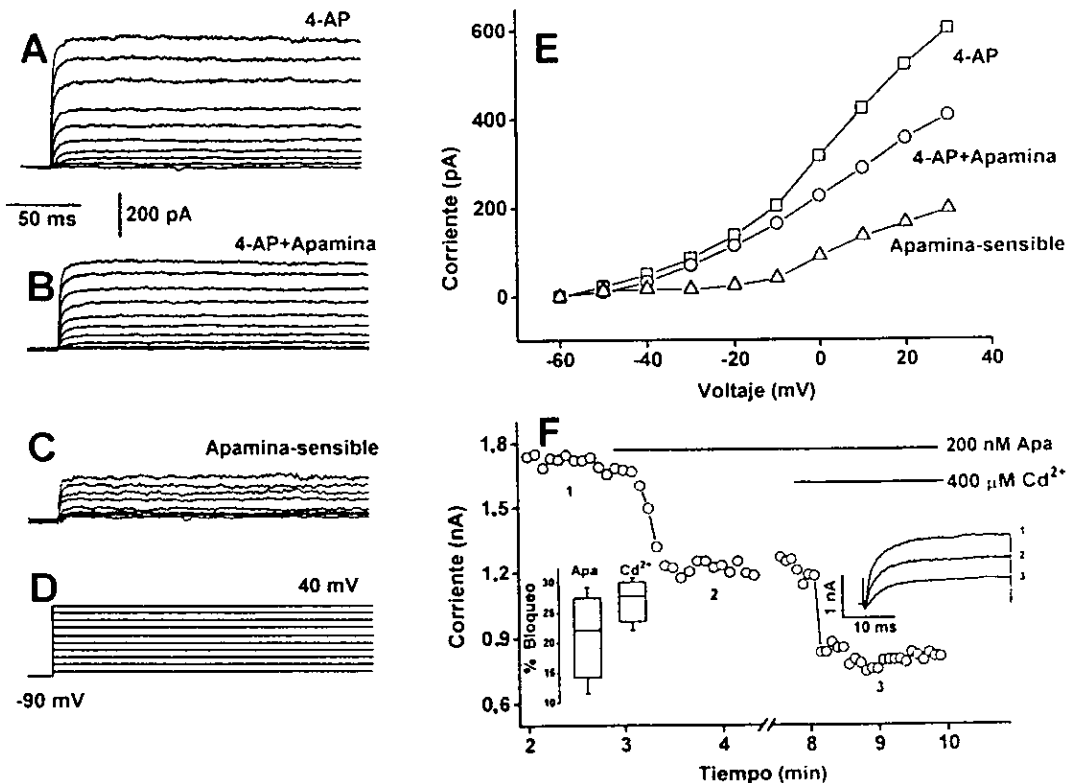 A
4-AP
50 ms
200 pA
B
4-AP+Apamina
C
Apamina-sensible
D
40 mV
-90 mV
E
Corriente (pA)
600
400
200
0
4-AP
4-AP+Apamina
Apamina-sensible
-60
-40
-20
0
20
40
Voltaje (mV)
F
Corriente (nA)
1.8
1.5
1.2
0.9
0.6
200 nM Apa
400 µM Cd2+
1
2
3
% Bloqueo
30
25
20
15
10
Apa
Cd2+
1
2
3
1 nA
10 ms
2
3
4
8
9
10
Tiempo (min)